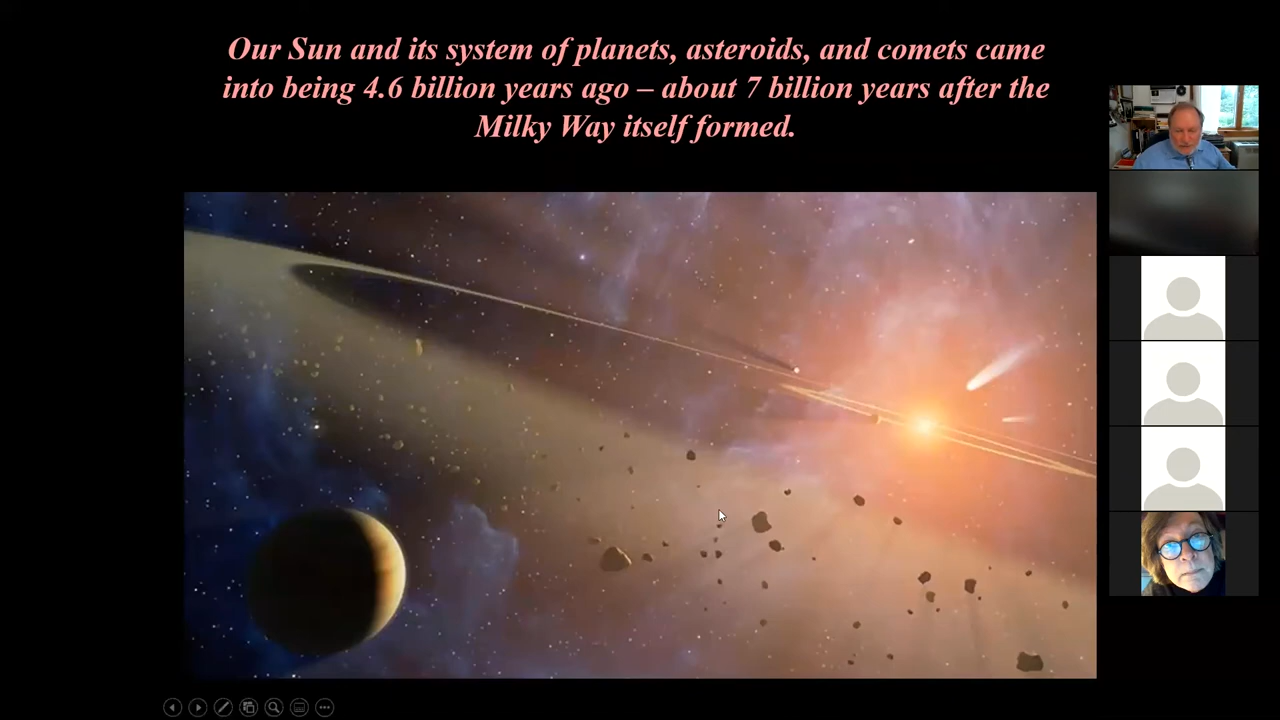 Our Sun and its system of planets, asteroids, and comets came
into being 4.6 billion years ago – about 7 billion years after the
Milky Way itself formed.